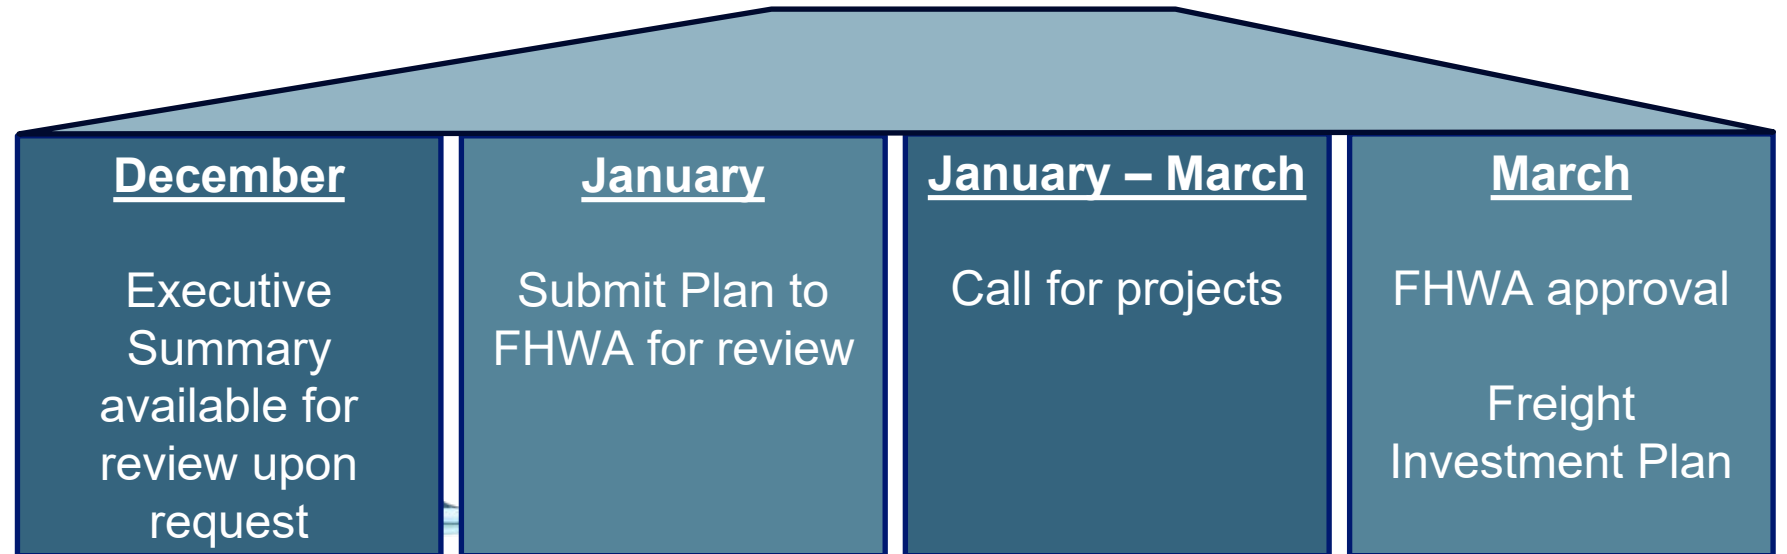 December
Executive
Summary
available for
review upon
request
January
Submit Plan to
FHWA for review
January – March
Call for projects
March
FHWA approval
Freight
Investment Plan